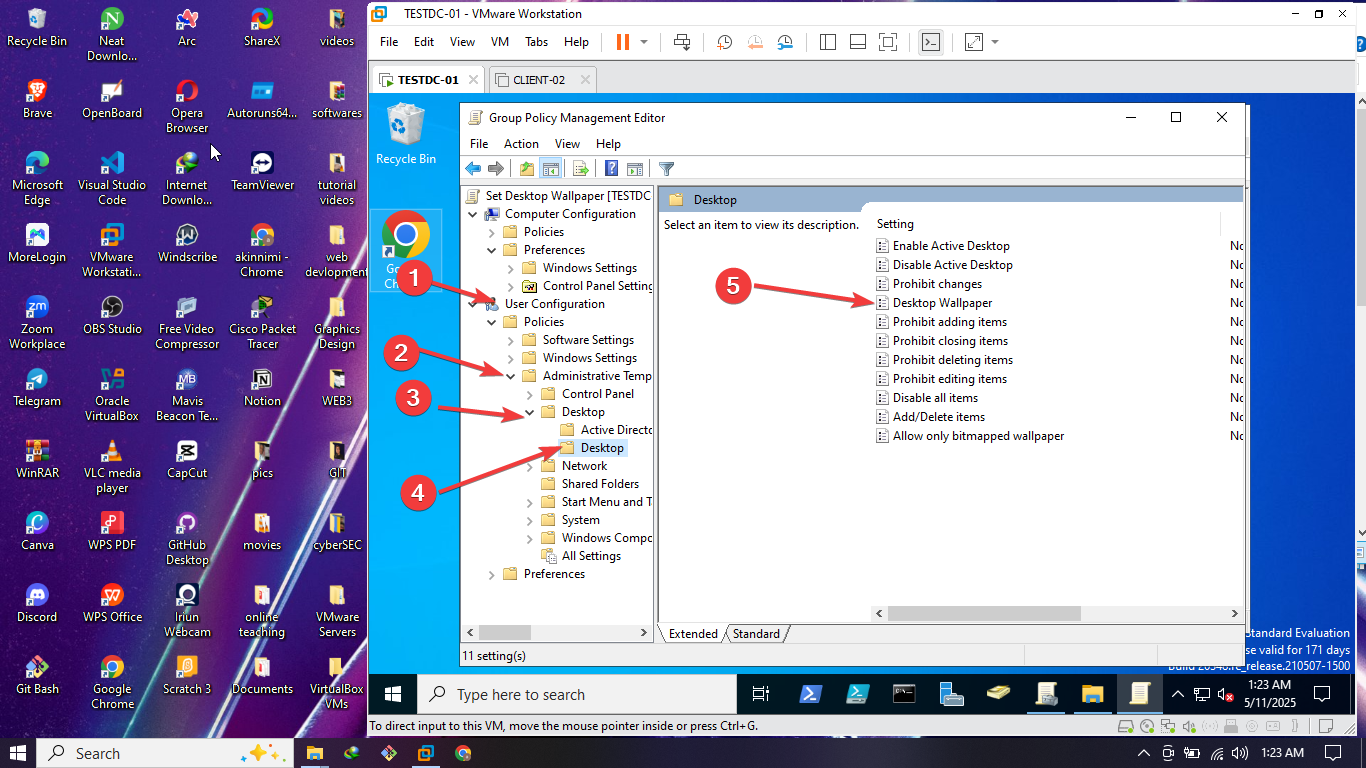 Recycle Bin
Neat
Downlo...
Arc
ShareX
videos
Brave
OpenBoard
Opera
Browser
Autoruns64...
softwares
Microsoft
Edge
Visual Studio
Code
Internet
Downlo...
TeamViewer
tutorial
videos
MoreLogin
VMware
Workstati...
Windscribe
akinnimi -
Chrome
web
devlopment
Zoom
Workplace
OBS Studio
Free Video
Compressor
Cisco Packet
Tracer
Graphics
Design
Telegram
Oracle
VirtualBox
Mavis
Beacon Te...
Notion
WEB3
WinRAR
VLC media
player
CapCut
pics
GIT
Canva
WPS PDF
GitHub
Desktop
movies
cyberSEC
Discord
WPS Office
Iriun
Webcam
online
teaching
VMware
Servers
Git Bash
Google
Chrome
Scratch 3
Documents
VirtualBox
VMs
TESTDC-01 - VMware Workstation
File Edit View VM Tabs Help
TESTDC-01
CLIENT-02
Recycle Bin
Group Policy Management Editor
File Action View Help
Set Desktop Wallpaper [TESTDC
Computer Configuration
Policies
Preferences
Windows Settings
Control Panel Setting
User Configuration
Policies
Software Settings
Windows Settings
Administrative Temp
Control Panel
Desktop
Active Directo
Desktop
Network
Shared Folders
Start Menu and T
System
Windows Compo
All Settings
Preferences
1
2
3
4
5
Desktop
Select an item to view its description.
Setting
Enable Active Desktop No
Disable Active Desktop No
Prohibit changes No
Desktop Wallpaper No
Prohibit adding items No
Prohibit closing items No
Prohibit deleting items No
Prohibit editing items No
Disable all items No
Add/Delete items No
Allow only bitmapped wallpaper No
Extended Standard
11 setting(s)
Standard Evaluation
se valid for 171 days
release.210507-1500
Type here to search
1:23 AM
5/11/2025
To direct input to this VM, move the mouse pointer inside or press Ctrl+G.
Search
1:23 AM